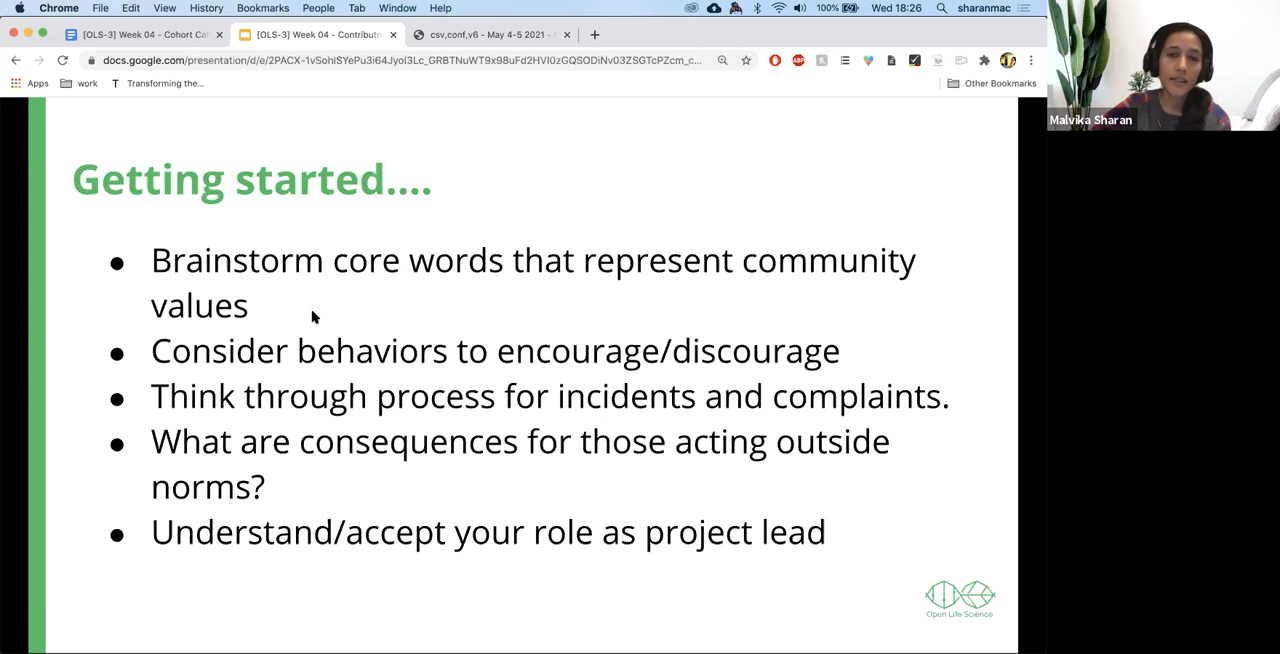 Chrome File Edit View History Bookmarks People Tab Window Help 100% Wed 18:26 sharanmac
[OLS-3] Week 04 - Cohort Ca [OLS-3] Week 04 - Contributo csv,conf,v6 - May 4-5 2021 -
docs.google.com/presentation/d/e/2PACX-1vSohISYePu3i64JyoI3Lc_GRBTNuWT9x98uFd2HVI0zGQSODiNv03ZSGTcPZcm_c...
Apps work Transforming the... Other Bookmarks
Malvika Sharan
Getting started....
● Brainstorm core words that represent community
values
● Consider behaviors to encourage/discourage
● Think through process for incidents and complaints.
● What are consequences for those acting outside
norms?
● Understand/accept your role as project lead
Open Life Science